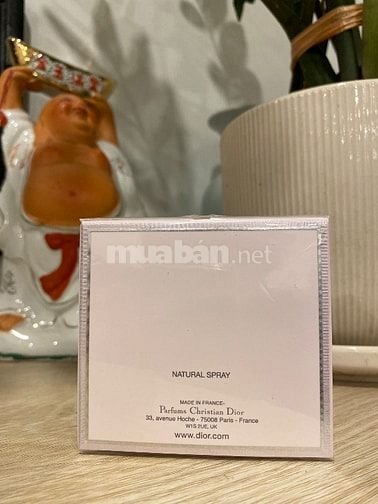 muabán.net
NATURAL SPRAY
MADE IN FRANCE-
Parfums Christian Dior
33, avenue Hoche - 75008 Paris - France
W1S 2UE, UK
www.dior.com